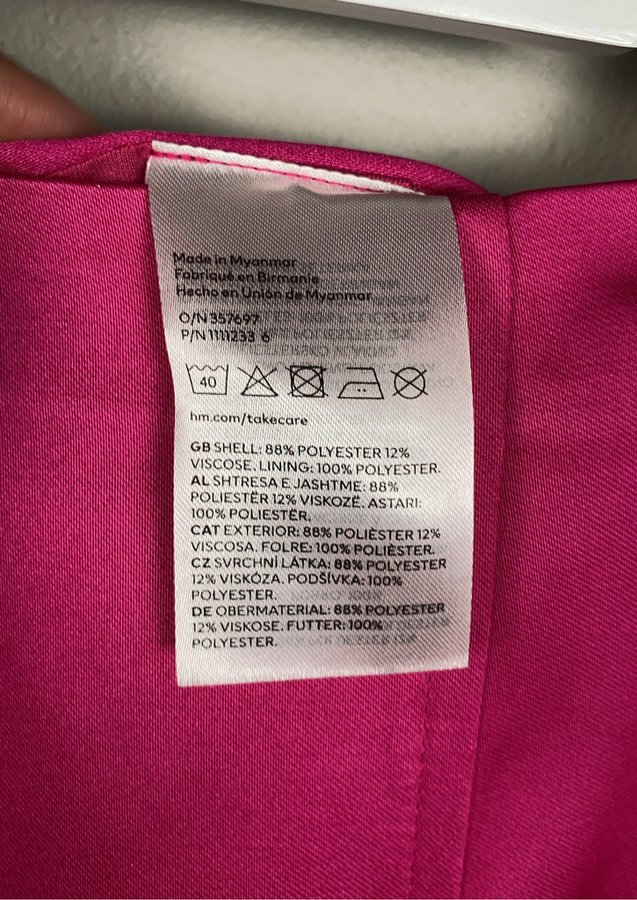 Made in Myanmar
Fabriqué en Birmanie
Hecho en Unión de Myanmar
O/N 357697
P/N 1111233 6
40
hm.com/takecare
GB SHELL: 88% POLYESTER 12%
VISCOSE. LINING: 100% POLYESTER.
AL SHTRESA E JASHTME: 88%
POLIESTËR 12% VISKOZË. ASTARI:
100% POLIESTËR.
CAT EXTERIOR: 88% POLIÈSTER 12%
VISCOSA. FOLRE: 100% POLIÈSTER.
CZ SVRCHNÍ LÁTKA: 88% POLYESTER
12% VISKÓZA. PODŠÍVKA: 100%
POLYESTER.
DE OBERMATERIAL: 88% POLYESTER
12% VISKOSE. FUTTER: 100%
POLYESTER.